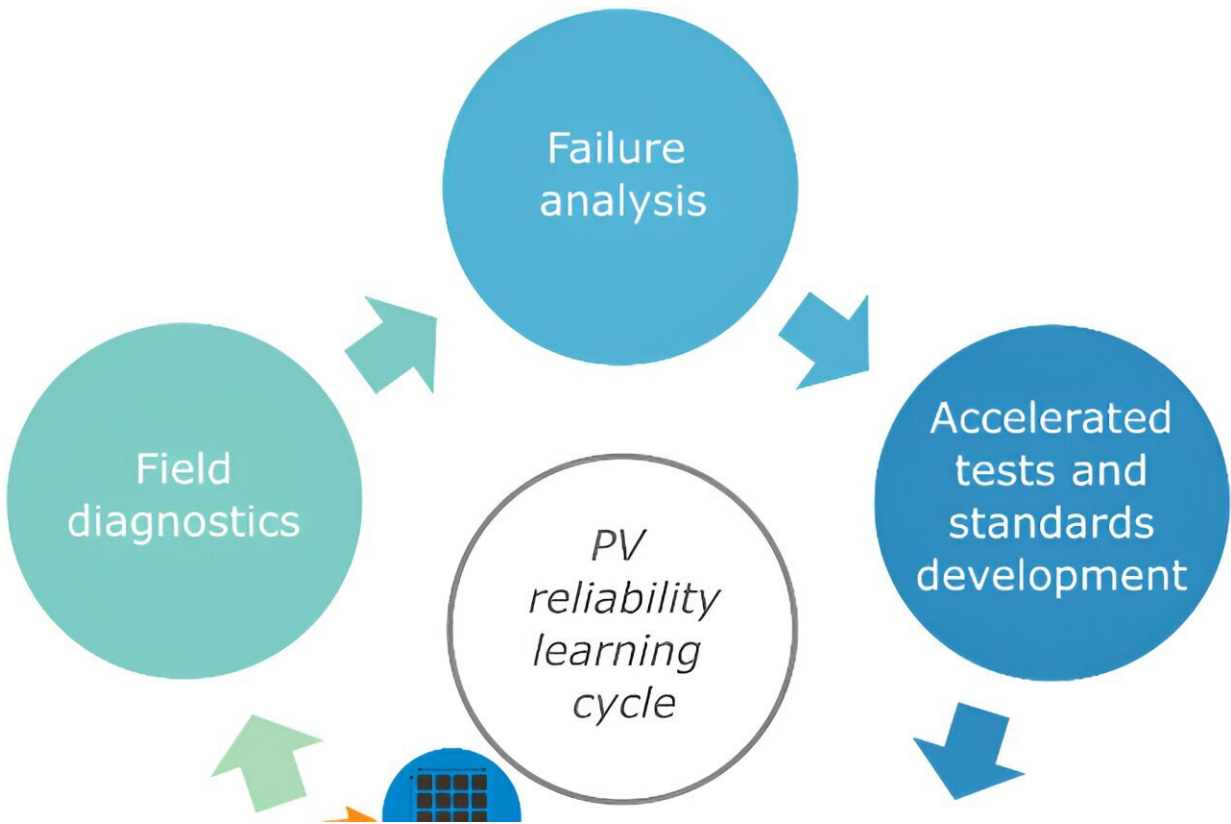 Failure
analysis
Field
diagnostics
Accelerated
tests and
standards
development
PV
reliability
learning
cycle